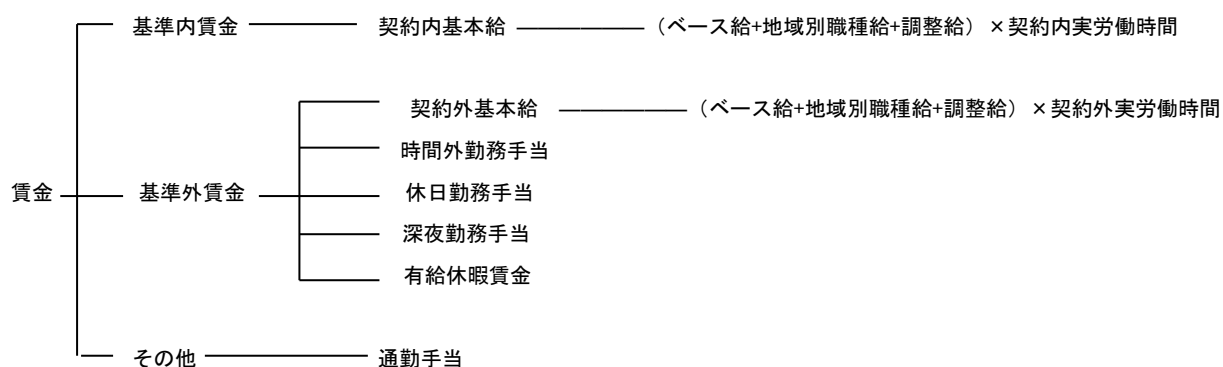 基準内賃金 契約内基本給 （ベース給+地域別職種給+調整給）×契約内実労働時間
契約外基本給 （ベース給+地域別職種給+調整給）×契約外実労働時間
時間外勤務手当
賃金 基準外賃金 休日勤務手当
深夜勤務手当
有給休暇賃金
その他 通勤手当